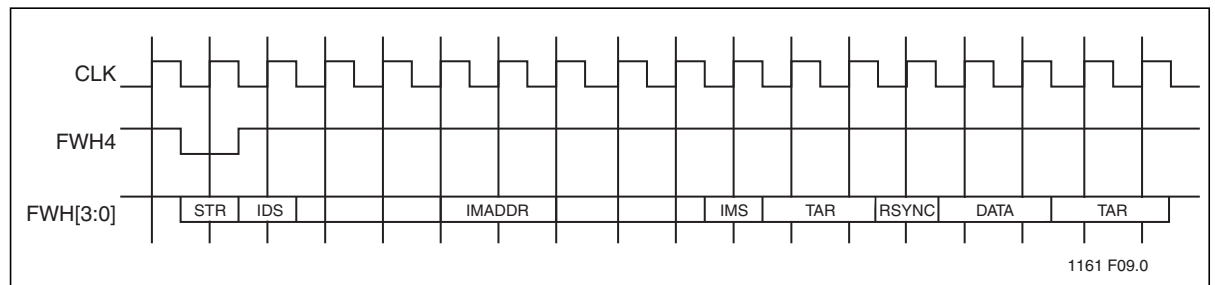 CLK
FWH4
FWH[3:0]
STR IDS IMADDR IMS TAR RSYNC DATA TAR
1161 F09.0